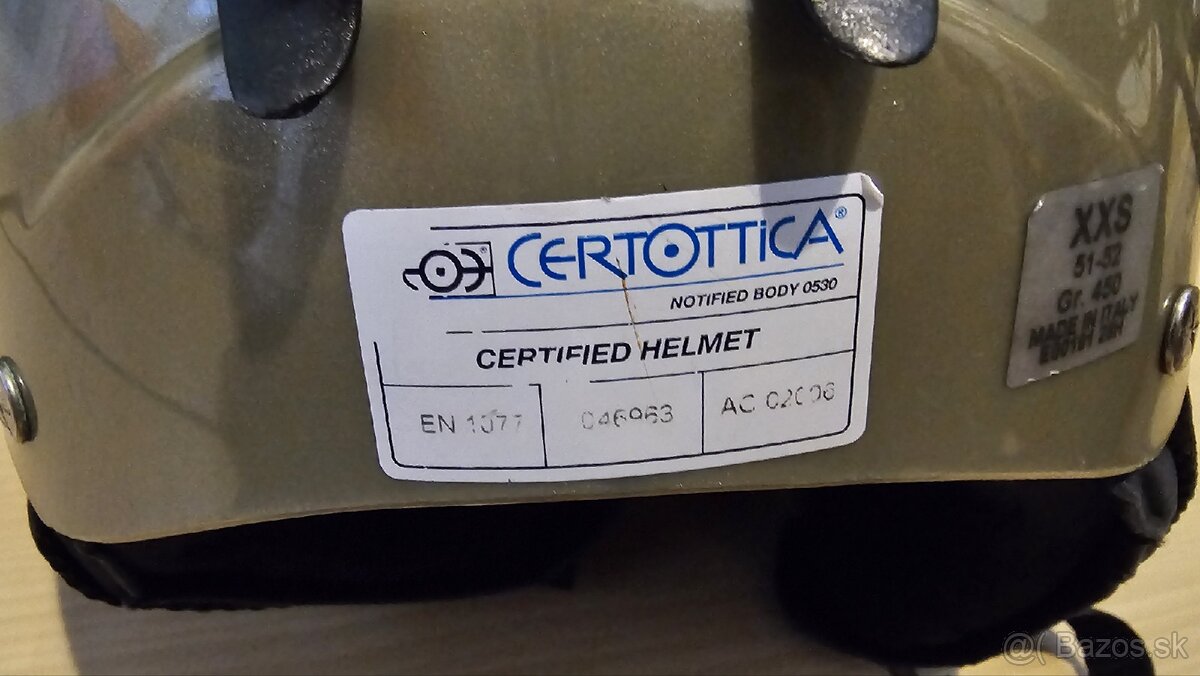 CERTOTTICA®
NOTIFIED BODY 0530
CERTIFIED HELMET
EN 1077
046963
AC
XXS
51-52
Gr. 450
MADE IN ITALY
@( Bazos.sk